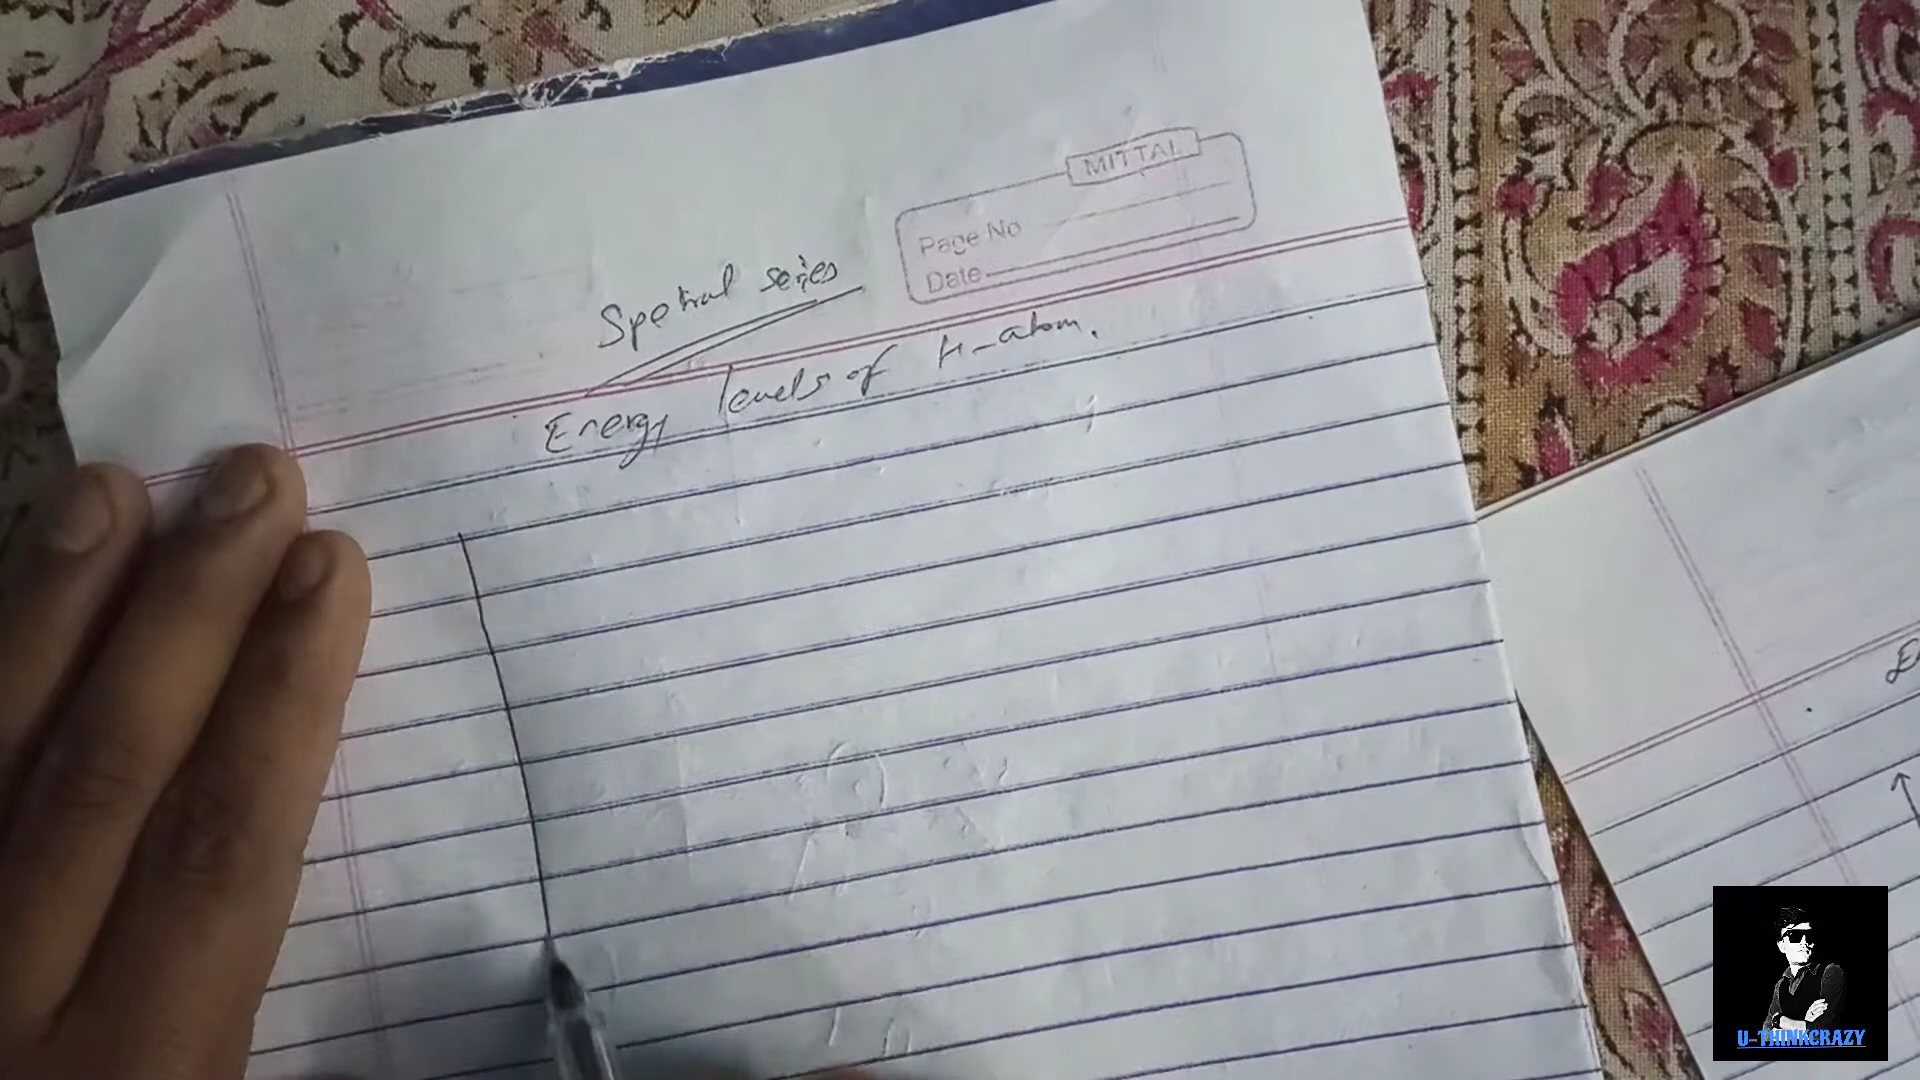 MITTAL
Page No
Date
Spetral series
Energy levels of H-atom.
E
U-THINKCRAZY